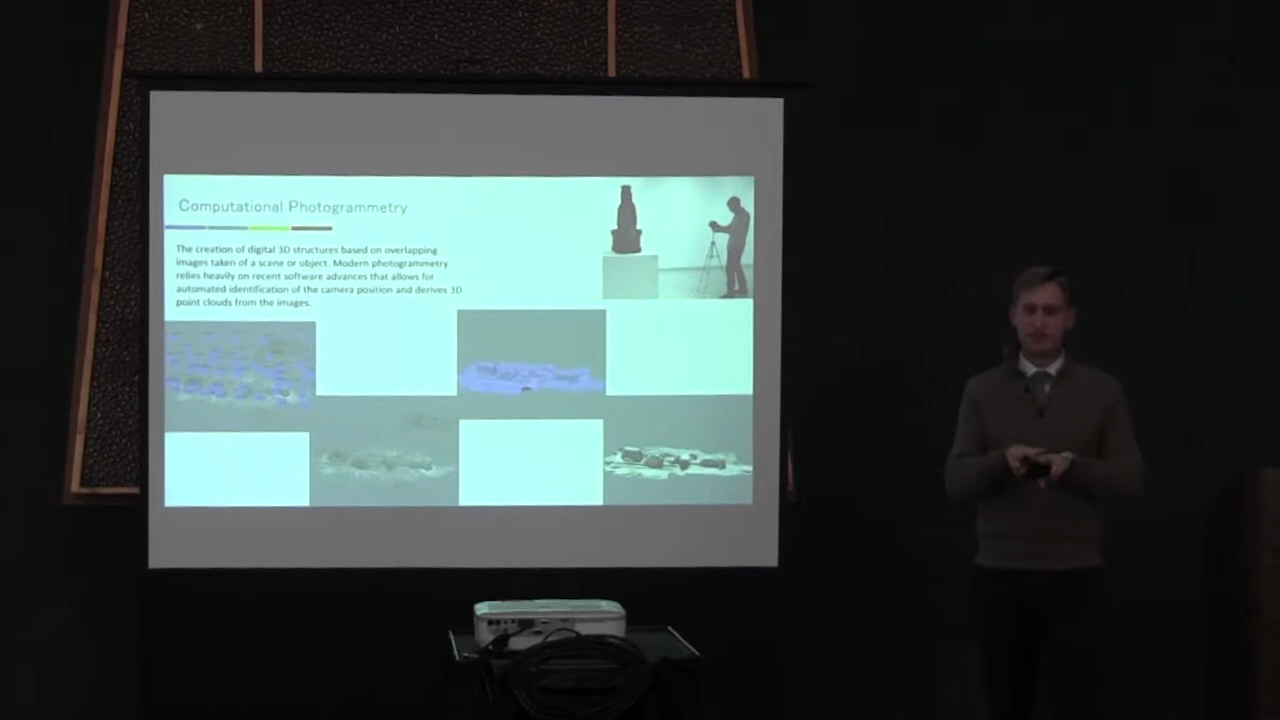 Computational Photogrammetry
The creation of digital 3D structures based on overlapping
images taken of a scene or object. Modern photogrammetry
relies heavily on recent software advances that allows for
automated identification of the camera position and derives 3D
point clouds from the images.